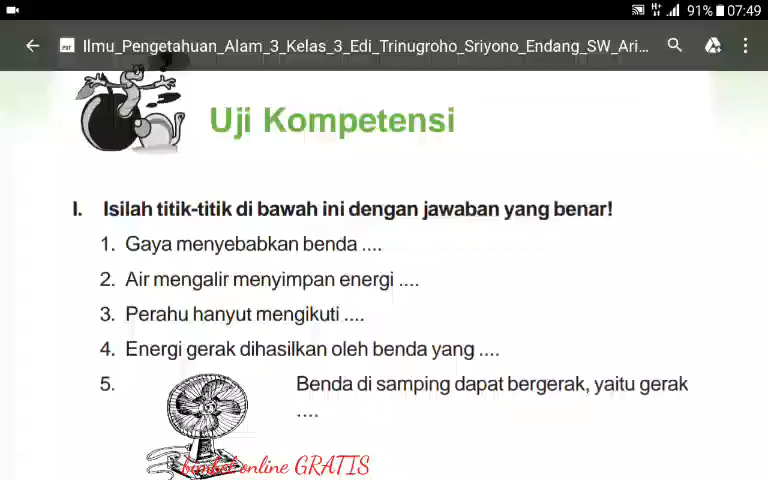 91% 07:49
Ilmu_Pengetahuan_Alam_3_Kelas_3_Edi_Trinugroho_Sriyono_Endang_SW_Ari...
Uji Kompetensi
I. Isilah titik-titik di bawah ini dengan jawaban yang benar!
1. Gaya menyebabkan benda ....
2. Air mengalir menyimpan energi ....
3. Perahu hanyut mengikuti ....
4. Energi gerak dihasilkan oleh benda yang ....
5. Benda di samping dapat bergerak, yaitu gerak
....
bimbel online GRATIS